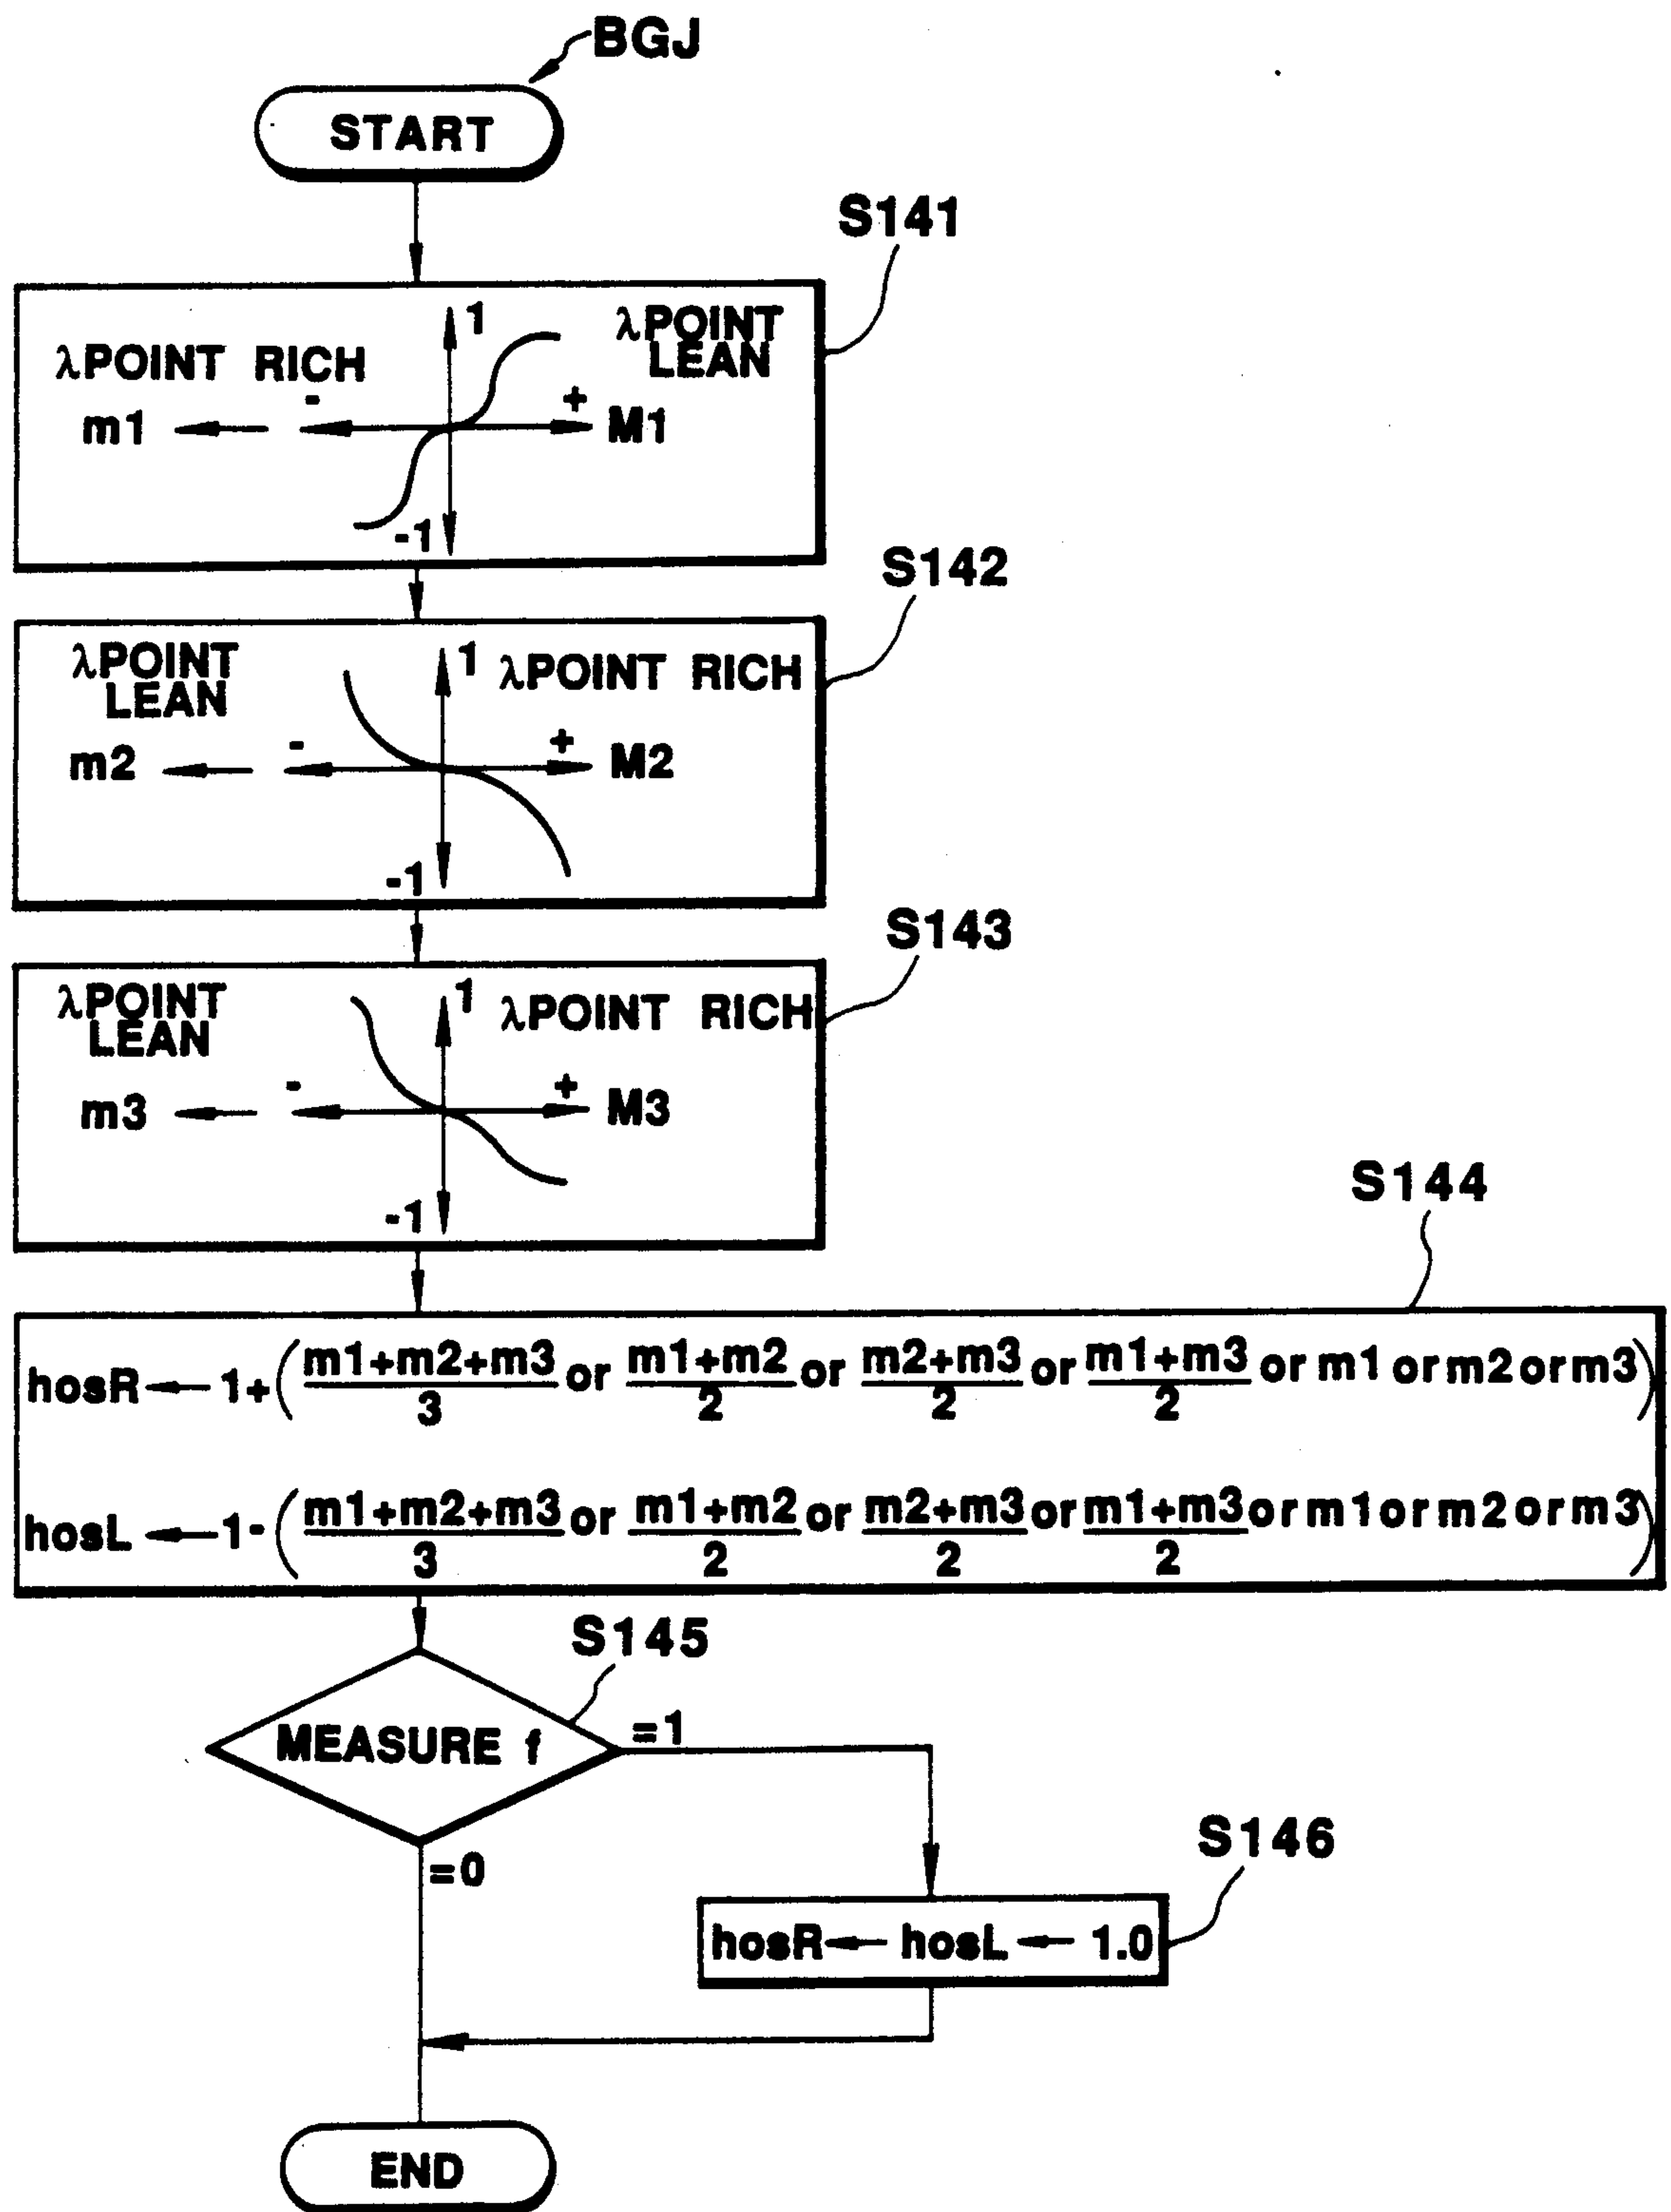 BGJ
START
S141
λPOINT RICH
1
λPOINT
LEAN
m1 ← - + M1
-1
S142
λPOINT
LEAN
1
λPOINT RICH
m2 ← - + M2
-1
S143
λPOINT
LEAN
1
λPOINT RICH
m3 ← - + M3
-1
S144
hosR ← 1+( m1+m2+m3/3 or m1+m2/2 or m2+m3/2 or m1+m3/2 or m1 or m2 or m3 )
hosL ← 1-( m1+m2+m3/3 or m1+m2/2 or m2+m3/2 or m1+m3/2 or m1 or m2 or m3 )
S145
MEASURE f
=1
=0
S146
hosR ← hosL ← 1.0
END